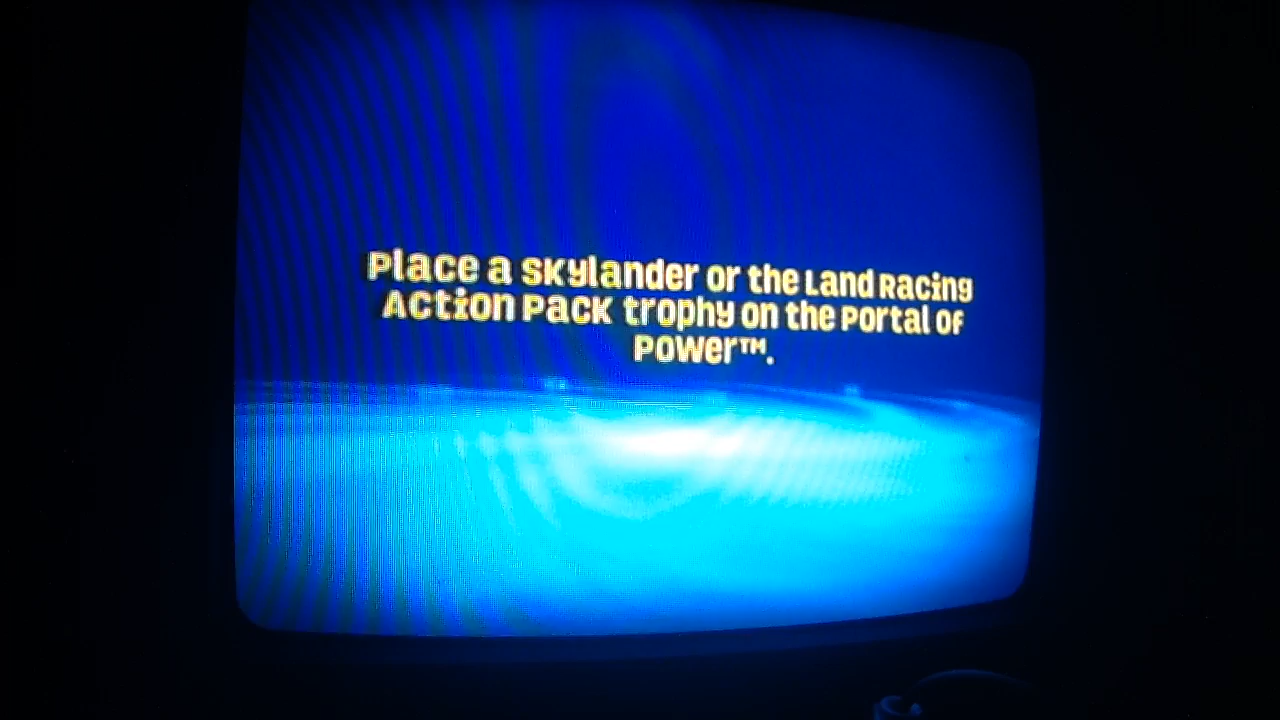 Place a Skylander or the Land Racing
Action Pack trophy on the Portal of
Power™.